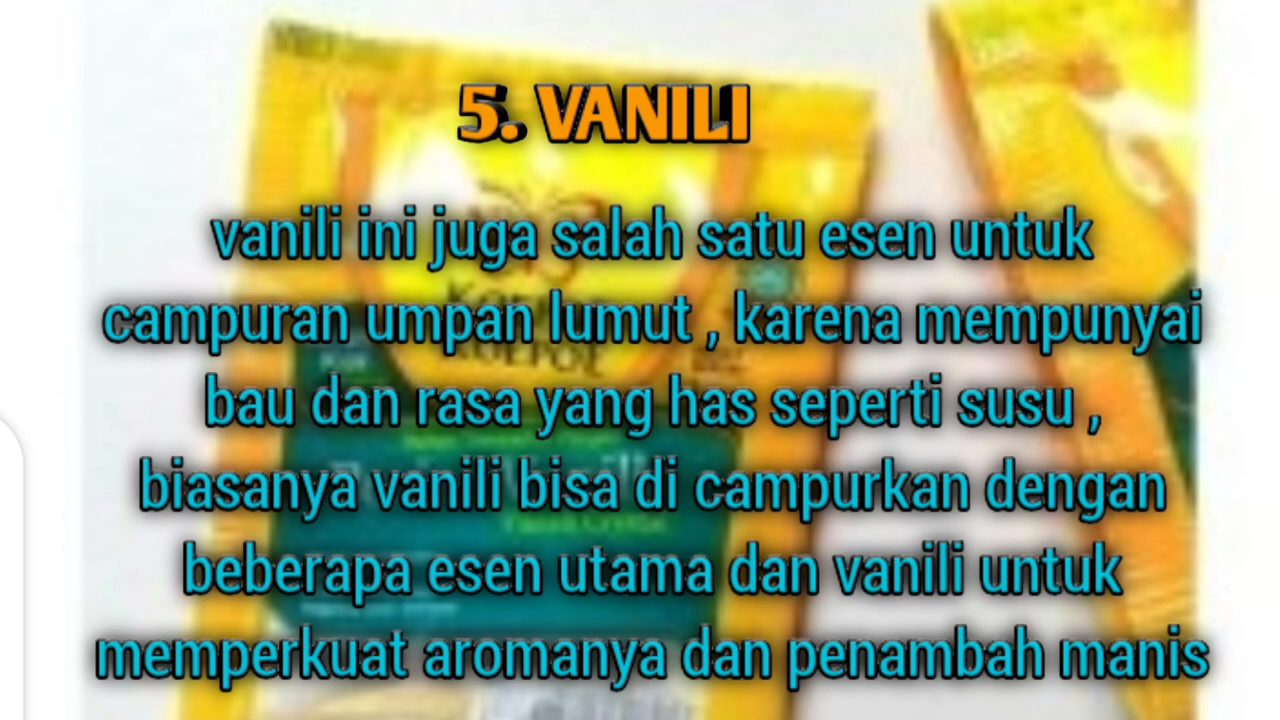 5. VANILI
vanili ini juga salah satu esen untuk
campuran umpan lumut , karena mempunyai
bau dan rasa yang has seperti susu ,
biasanya vanili bisa di campurkan dengan
beberapa esen utama dan vanili untuk
memperkuat aromanya dan penambah manis